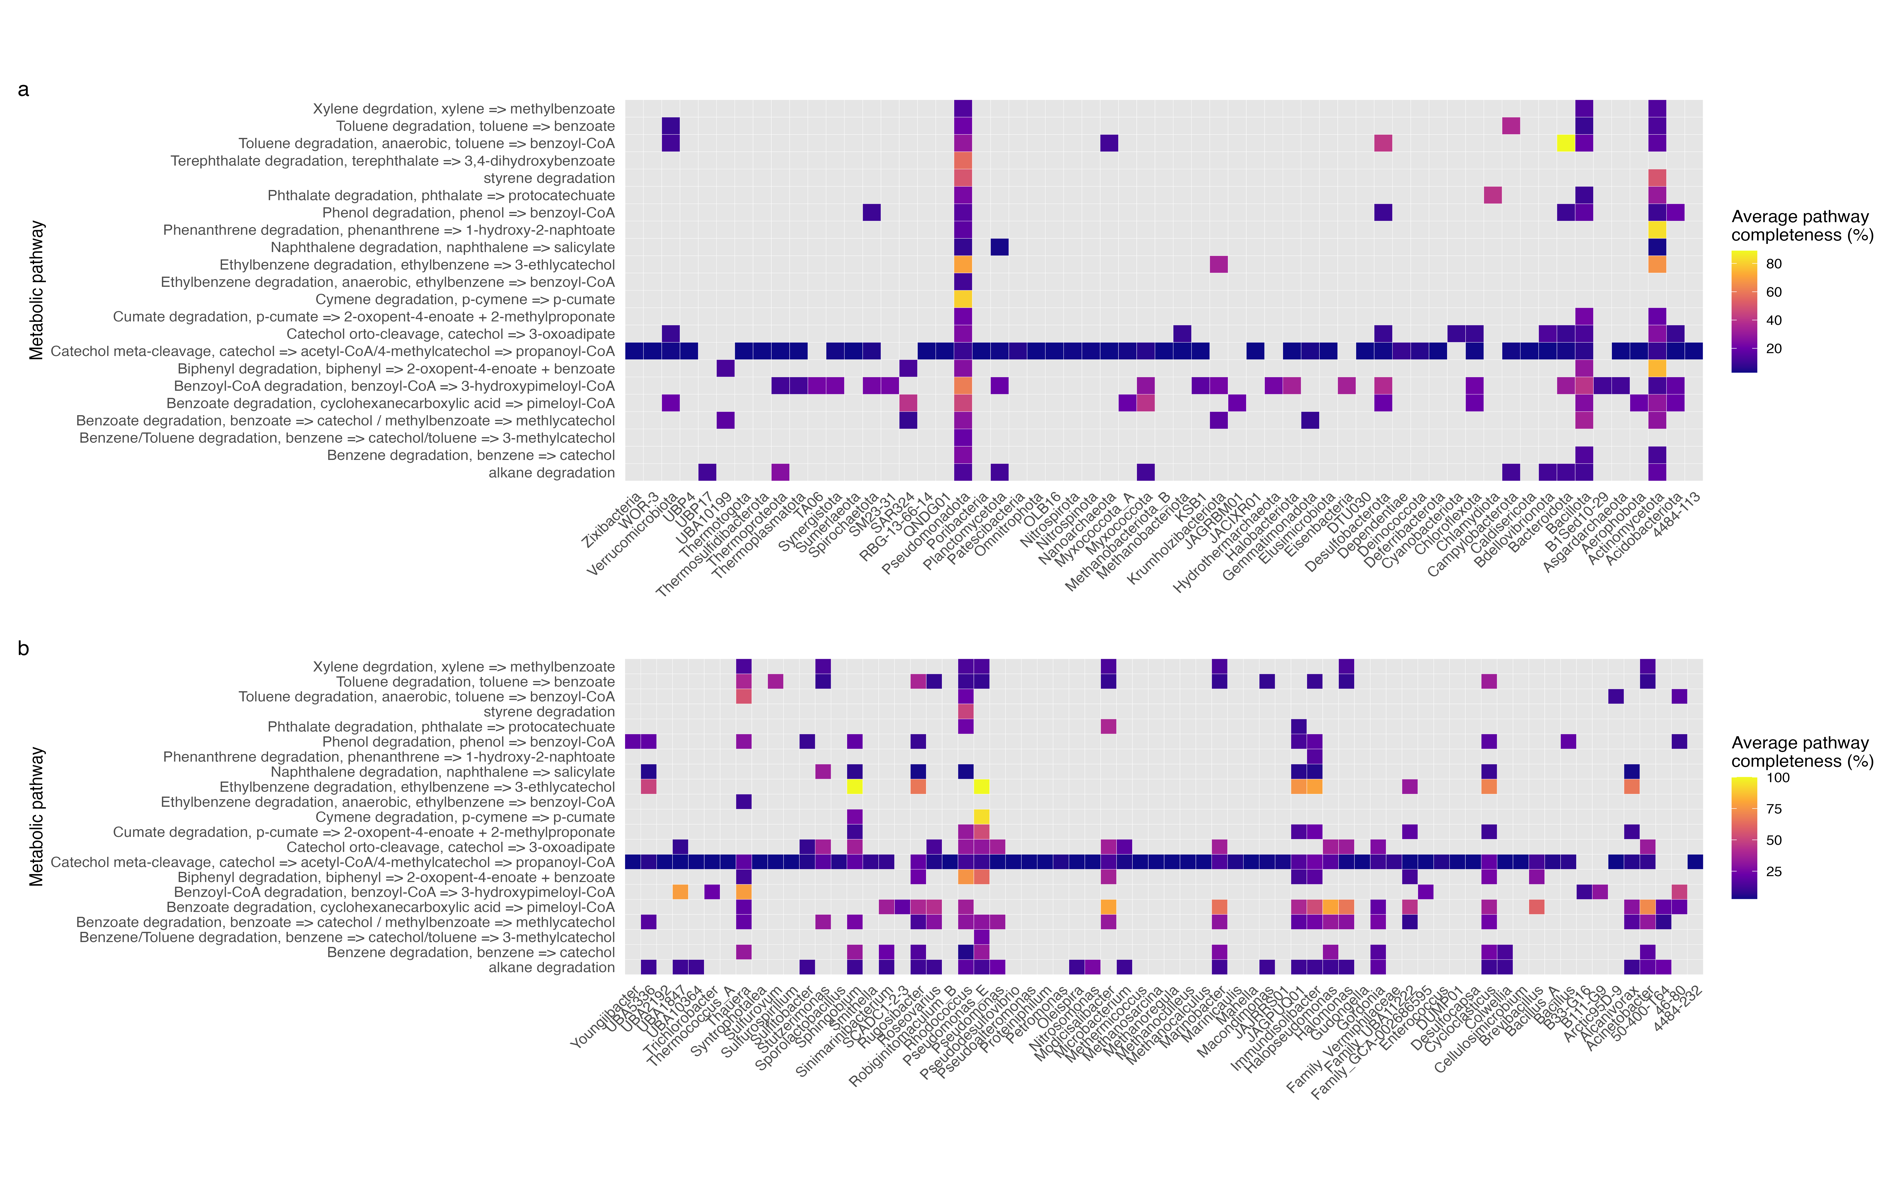 a
Metabolic pathway
Xylene degrdation, xylene => methylbenzoate
Toluene degradation, toluene => benzoate
Toluene degradation, anaerobic, toluene => benzoyl-CoA
Terephthalate degradation, terephthalate => 3,4-dihydroxybenzoate
styrene degradation
Phthalate degradation, phthalate => protocatechuate
Phenol degradation, phenol => benzoyl-CoA
Phenanthrene degradation, phenanthrene => 1-hydroxy-2-naphtoate
Naphthalene degradation, naphthalene => salicylate
Ethylbenzene degradation, ethylbenzene => 3-ethlycatechol
Ethylbenzene degradation, anaerobic, ethylbenzene => benzoyl-CoA
Cymene degradation, p-cymene => p-cumate
Cumate degradation, p-cumate => 2-oxopent-4-enoate + 2-methylproponate
Catechol orto-cleavage, catechol => 3-oxoadipate
Catechol meta-cleavage, catechol => acetyl-CoA/4-methylcatechol => propanoyl-CoA
Biphenyl degradation, biphenyl => 2-oxopent-4-enoate + benzoate
Benzoyl-CoA degradation, benzoyl-CoA => 3-hydroxypimeloyl-CoA
Benzoate degradation, cyclohexanecarboxylic acid => pimeloyl-CoA
Benzoate degradation, benzoate => catechol / methylbenzoate => methlycatechol
Benzene/Toluene degradation, benzene => catechol/toluene => 3-methylcatechol
Benzene degradation, benzene => catechol
alkane degradation
Zixibacteria
WOR-3
Verrucomicrobiota
UBP4
UBP17
UBA10199
Thermotogota
Thermosulfidibacterota
Thermoproteota
Thermoplasmatota
TA06
Synergistota
Sumerlaeota
Spirochaetota
SM23-31
SAR324
RBG-13-66-14
QNDG01
Pseudomonadota
Poribacteria
Planctomycetota
Patescibacteria
Omnitrophota
OLB16
Nitrospirota
Nitrospinota
Nanoarchaeota
Myxococcota_A
Myxococcota
Methanobacteriota_B
Methanobacteriota
KSB1
Krumholzibacteriota
JAGRBM01
JACIXR01
Hydrothermarchaeota
Halobacteriota
Gemmatimonadota
Elusimicrobiota
Eisenbacteria
DTU030
Desulfobacterota
Dependentiae
Deinococcota
Deferribacterota
Cyanobacteriota
Chloroflexota
Chlamydiota
Campylobacterota
Caldisericota
Bdellovibrionota
Bacteroidota
Bacillota
B1Sed10-29
Asgardarchaeota
Aerophobota
Actinomycetota
Acidobacteriota
4484-113
Average pathway
completeness (%)
80
60
40
20
b
Metabolic pathway
Xylene degrdation, xylene => methylbenzoate
Toluene degradation, toluene => benzoate
Toluene degradation, anaerobic, toluene => benzoyl-CoA
styrene degradation
Phthalate degradation, phthalate => protocatechuate
Phenol degradation, phenol => benzoyl-CoA
Phenanthrene degradation, phenanthrene => 1-hydroxy-2-naphtoate
Naphthalene degradation, naphthalene => salicylate
Ethylbenzene degradation, ethylbenzene => 3-ethlycatechol
Ethylbenzene degradation, anaerobic, ethylbenzene => benzoyl-CoA
Cymene degradation, p-cymene => p-cumate
Cumate degradation, p-cumate => 2-oxopent-4-enoate + 2-methylproponate
Catechol orto-cleavage, catechol => 3-oxoadipate
Catechol meta-cleavage, catechol => acetyl-CoA/4-methylcatechol => propanoyl-CoA
Biphenyl degradation, biphenyl => 2-oxopent-4-enoate + benzoate
Benzoyl-CoA degradation, benzoyl-CoA => 3-hydroxypimeloyl-CoA
Benzoate degradation, cyclohexanecarboxylic acid => pimeloyl-CoA
Benzoate degradation, benzoate => catechol / methylbenzoate => methlycatechol
Benzene/Toluene degradation, benzene => catechol/toluene => 3-methylcatechol
Benzene degradation, benzene => catechol
alkane degradation
Youngiibacter
UBA5336
UBA2192
UBA1847
UBA10364
Trichlorobacter
Thermococcus_A
Thauera
Syntrophotalea
Sulfurovum
Sulfurospirillum
Sulfitobacter
Stutzerimonas
Sporolactobacillus
Sphingobium
Smithella
Sinimarinibacterium
SCADC1-2-3
Rugosibacter
Roseovarius
Robiginitomaculum_B
Rhodococcus
Pseudomonas_E
Pseudomonas
Pseudodesulfovibrio
Pseudoalteromonas
Proteiniphilum
Petrimonas
Oleispira
Nitrosomonas
Modicisalibacter
Microbacterium
Methermicoccus
Methanosarcina
Methanoregula
Methanoculleus
Methanocalculus
Marinobacter
Marinicaulis
Marinella
Macondimonas
JAJRSS01
JAGPUO01
Immundisolibacter
Halopseudomonas
Halomonas
Guopingella
Gordonia
Family_Vermiphilaceae
Family_UBA1222
Family_GCA-002686595
Enterococcus
DUMP01
Desulfocapsa
Cycloclasticus
Colwellia
Cellulosimicrobium
Brevibacillus
Bacillus_A
Bacillus
B83-G16
B111-G9
Arctic95D-9
Alcanivorax
Acinetobacter
50-400-T64
46-80
4484-232
Average pathway
completeness (%)
100
75
50
25